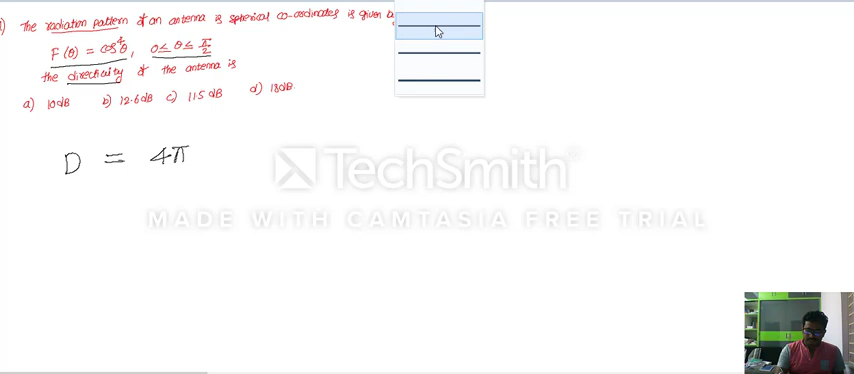 The radiation pattern of an antenna is spherical co-ordinates is given b
F(θ) = cos⁴θ, 0 ≤ θ ≤ π/2
the directivity of the antenna is
a) 10dB b) 12.6dB c) 11.5dB d) 18dB.
D = 4π
TechSmith
MADE WITH CAMTASIA FREE TRIAL